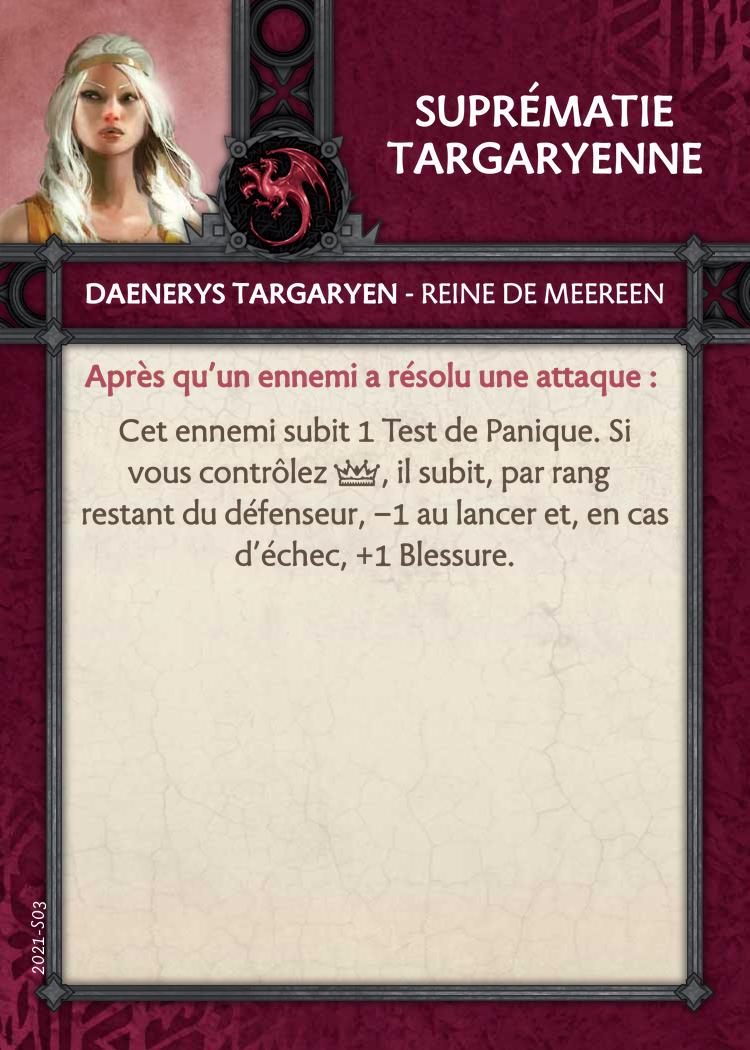 SUPRÉMATIE
TARGARYENNE
DAENERYS TARGARYEN - REINE DE MEEREEN
Après qu’un ennemi a résolu une attaque :
Cet ennemi subit 1 Test de Panique. Si
vous contrôlez , il subit, par rang
restant du défenseur, −1 au lancer et, en cas
d’échec, +1 Blessure.
2021-S03